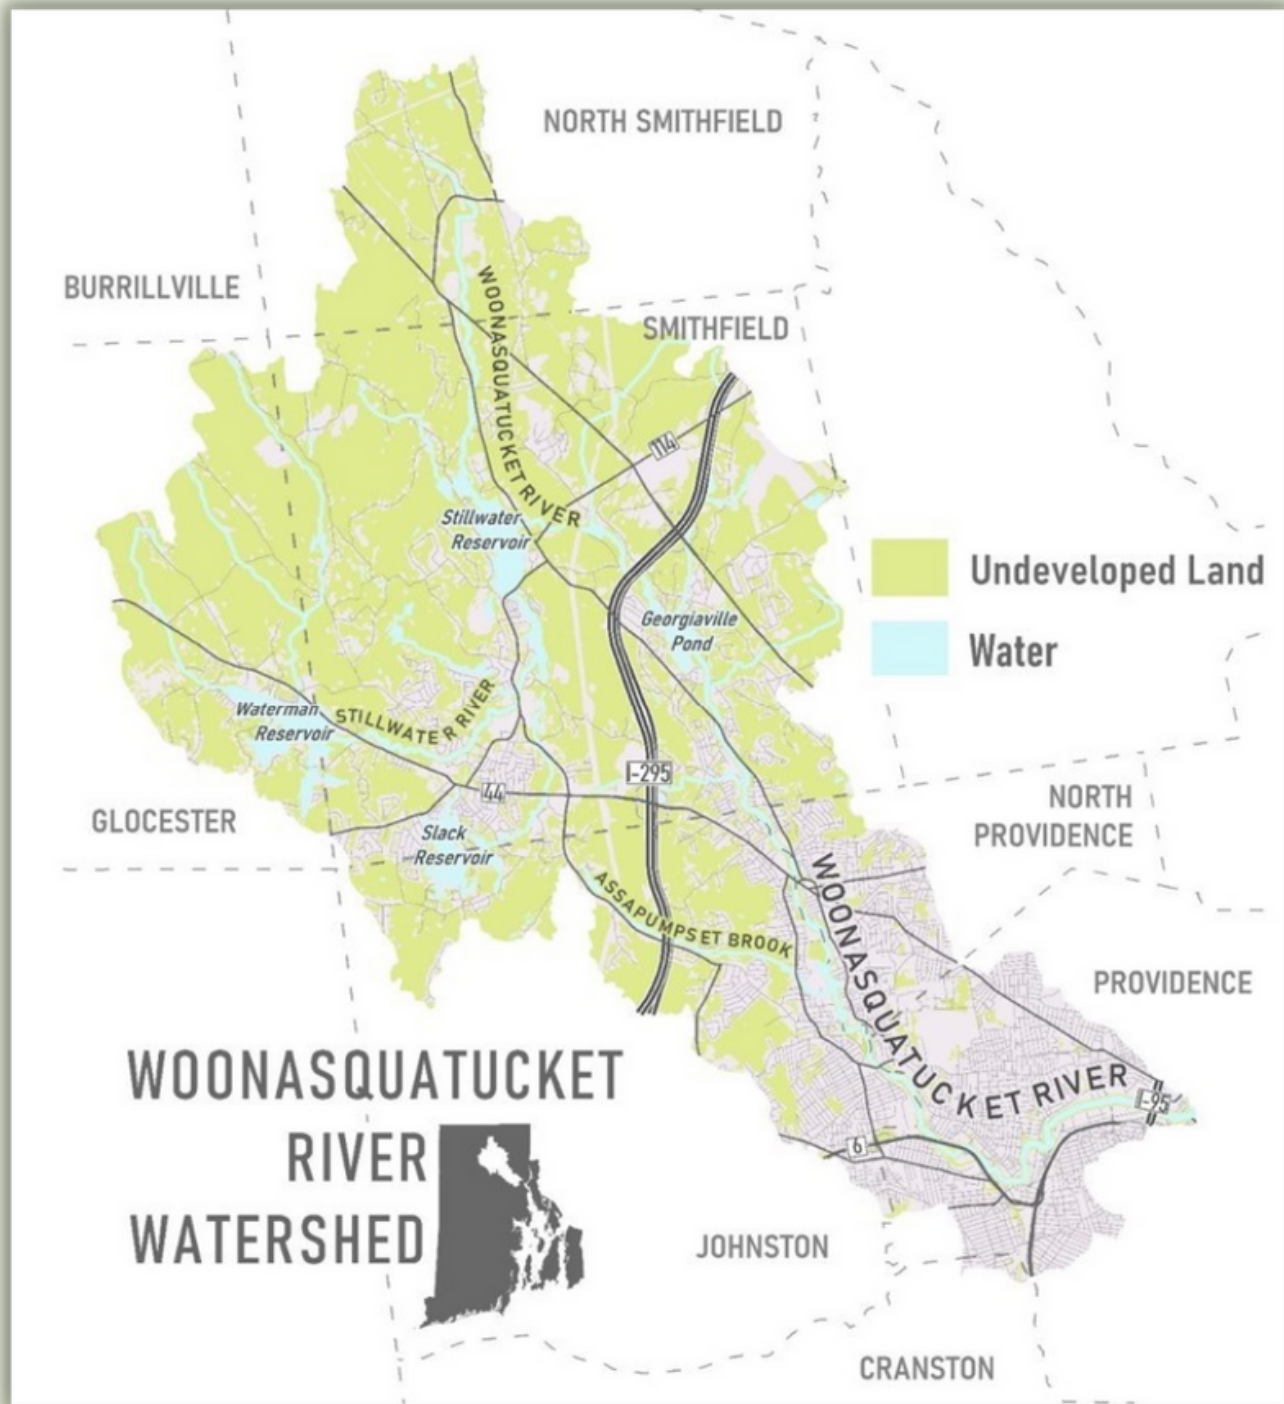 NORTH SMITHFIELD
BURRILLVILLE
SMITHFIELD
WOONASQUATUCKET RIVER
114
Stillwater
Reservoir
Undeveloped Land
Georgiaville
Pond
Water
Waterman
Reservoir
STILLWATER RIVER
I-295
44
GLOCESTER
NORTH
PROVIDENCE
Slack
Reservoir
ASSAPUMPSET BROOK
WOONASQUATUCKET RIVER
PROVIDENCE
I-95
6
WOONASQUATUCKET
RIVER
WATERSHED
JOHNSTON
CRANSTON